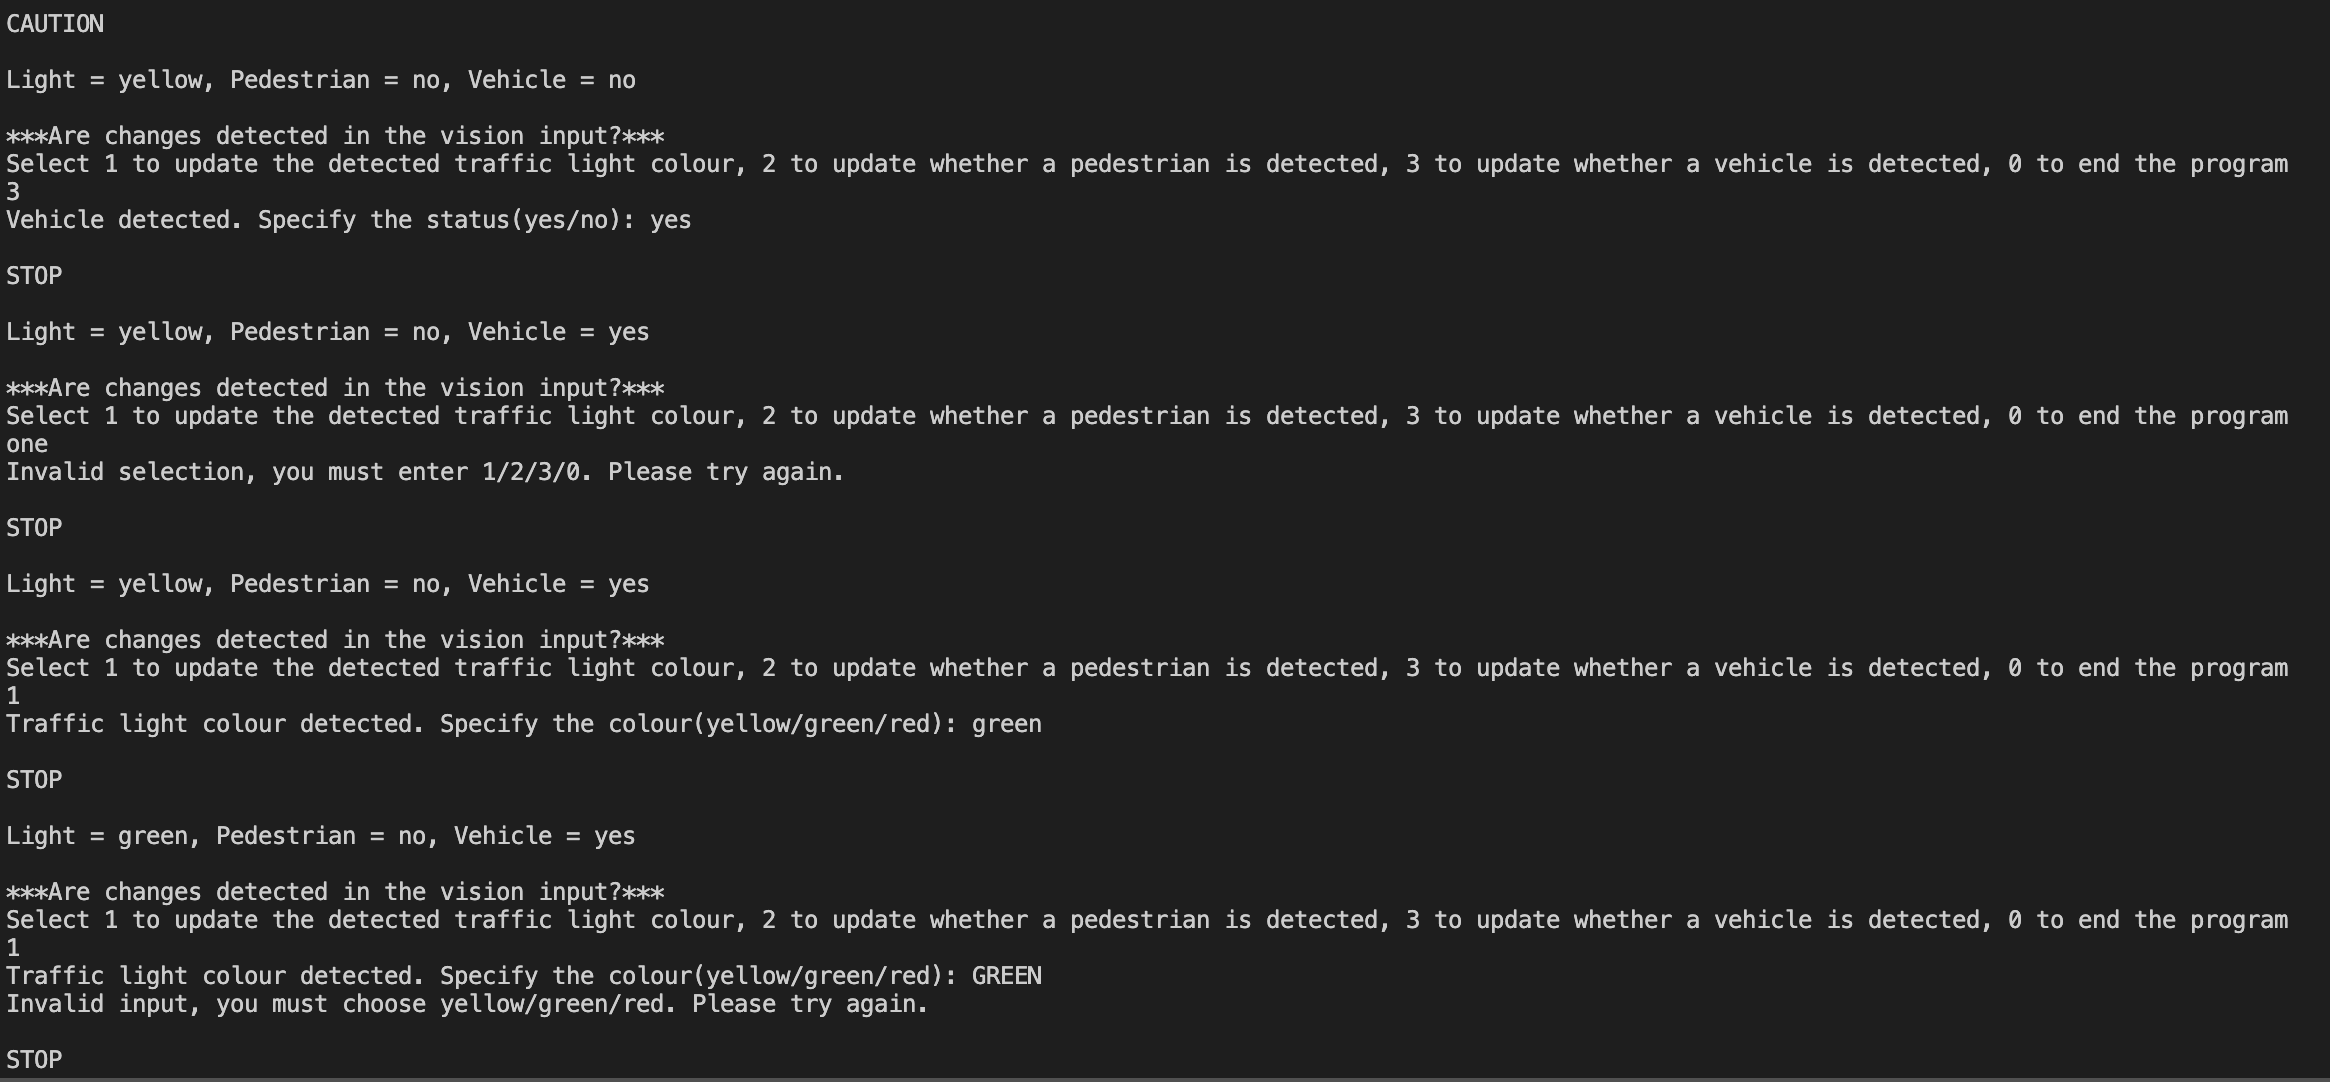 CAUTION
Light = yellow, Pedestrian = no, Vehicle = no
***Are changes detected in the vision input?***
Select 1 to update the detected traffic light colour, 2 to update whether a pedestrian is detected, 3 to update whether a vehicle is detected, 0 to end the program
3
Vehicle detected. Specify the status(yes/no): yes
STOP
Light = yellow, Pedestrian = no, Vehicle = yes
***Are changes detected in the vision input?***
Select 1 to update the detected traffic light colour, 2 to update whether a pedestrian is detected, 3 to update whether a vehicle is detected, 0 to end the program
one
Invalid selection, you must enter 1/2/3/0. Please try again.
STOP
Light = yellow, Pedestrian = no, Vehicle = yes
***Are changes detected in the vision input?***
Select 1 to update the detected traffic light colour, 2 to update whether a pedestrian is detected, 3 to update whether a vehicle is detected, 0 to end the program
1
Traffic light colour detected. Specify the colour(yellow/green/red): green
STOP
Light = green, Pedestrian = no, Vehicle = yes
***Are changes detected in the vision input?***
Select 1 to update the detected traffic light colour, 2 to update whether a pedestrian is detected, 3 to update whether a vehicle is detected, 0 to end the program
1
Traffic light colour detected. Specify the colour(yellow/green/red): GREEN
Invalid input, you must choose yellow/green/red. Please try again.
STOP